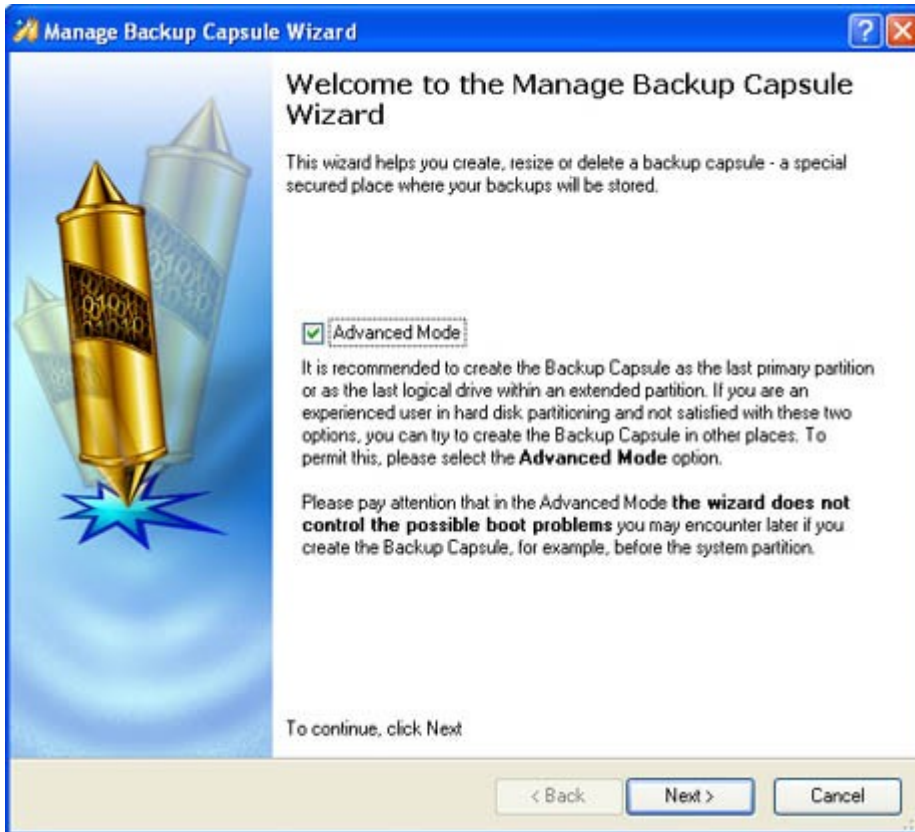 Manage Backup Capsule Wizard
Welcome to the Manage Backup Capsule
Wizard
This wizard helps you create, resize or delete a backup capsule - a special
secured place where your backups will be stored.
Advanced Mode
It is recommended to create the Backup Capsule as the last primary partition
or as the last logical drive within an extended partition. If you are an
experienced user in hard disk partitioning and not satisfied with these two
options, you can try to create the Backup Capsule in other places. To
permit this, please select the Advanced Mode option.
Please pay attention that in the Advanced Mode the wizard does not
control the possible boot problems you may encounter later if you
create the Backup Capsule, for example, before the system partition.
To continue, click Next
< Back
Next >
Cancel